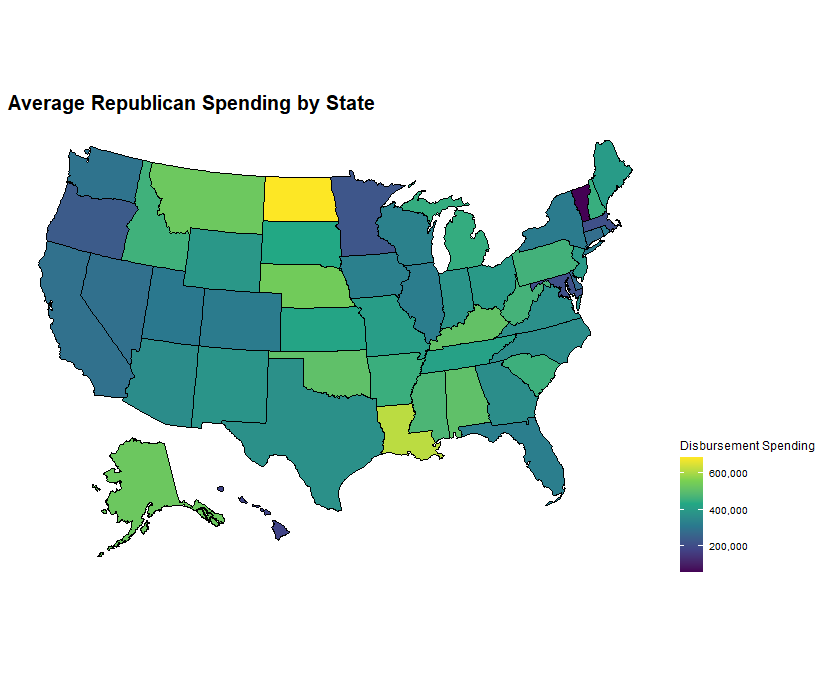 Average Republican Spending by State
Disbursement Spending
600,000
400,000
200,000